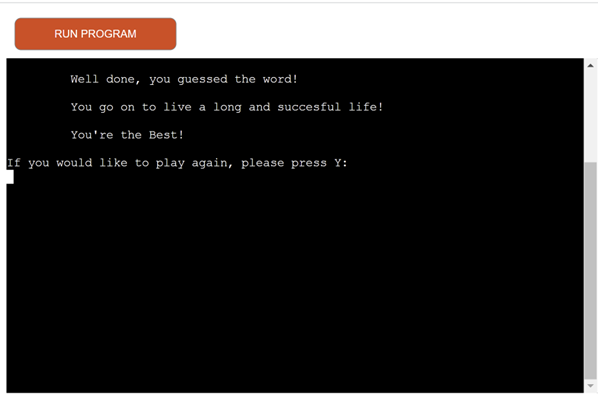 RUN PROGRAM
Well done, you guessed the word!
You go on to live a long and succesful life!
You're the Best!
If you would like to play again, please press Y: